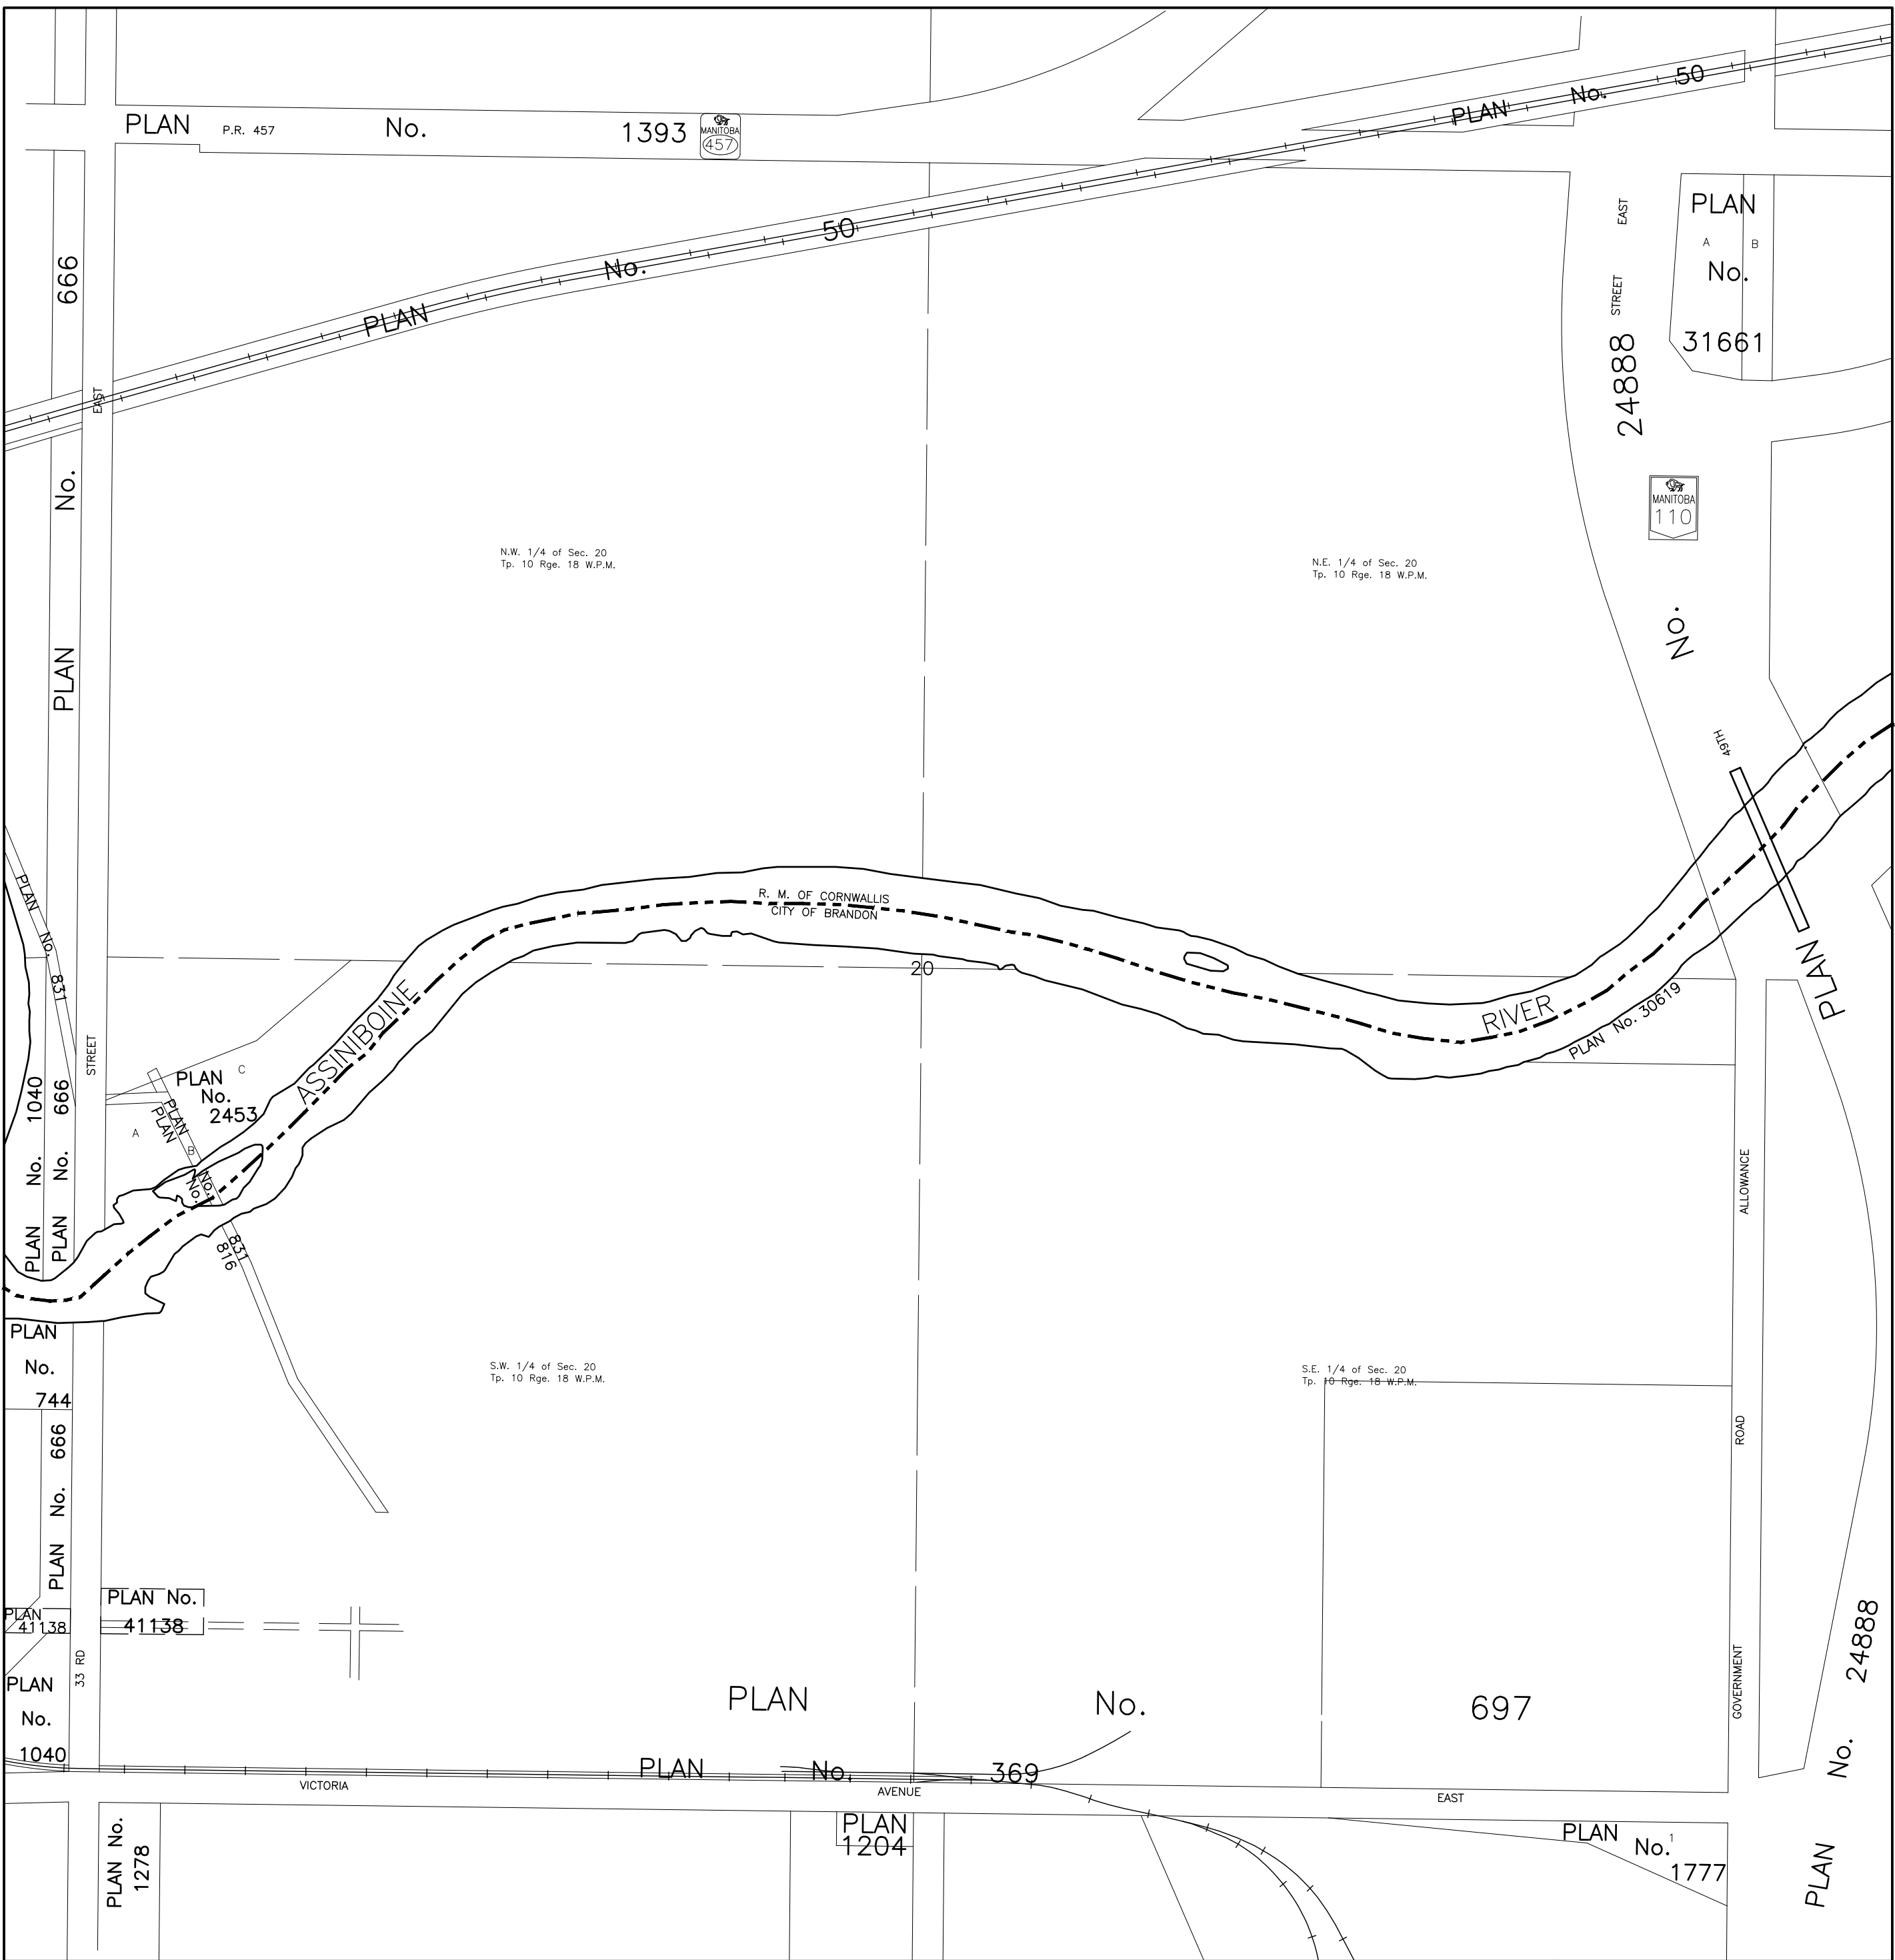 PLAN P.R. 457 No. 1393
MANITOBA
457
PLAN No. 50
PLAN No. 50
PLAN No. 666
EAST
STREET
33 RD
EAST
STREET
49TH
PLAN No. 24888
MANITOBA
110
PLAN
A B
No.
31661
N.W. 1/4 of Sec. 20
Tp. 10 Rge. 18 W.P.M.
N.E. 1/4 of Sec. 20
Tp. 10 Rge. 18 W.P.M.
R. M. OF CORNWALLIS
CITY OF BRANDON
20
ASSINIBOINE RIVER
PLAN No. 30619
PLAN No. 831
PLAN No. 1040
PLAN No. 666
PLAN C
No.
2453
A
B
PLAN No. 831
PLAN No. 816
PLAN
No.
744
PLAN No. 666
S.W. 1/4 of Sec. 20
Tp. 10 Rge. 18 W.P.M.
S.E. 1/4 of Sec. 20
Tp. 10 Rge. 18 W.P.M.
GOVERNMENT ROAD ALLOWANCE
PLAN No.
41138
PLAN
41138
PLAN
No.
1040
PLAN No. 697
PLAN No. 369
VICTORIA AVENUE EAST
PLAN No.
1278
PLAN
1204
PLAN No. 1777
1
PLAN No. 24888